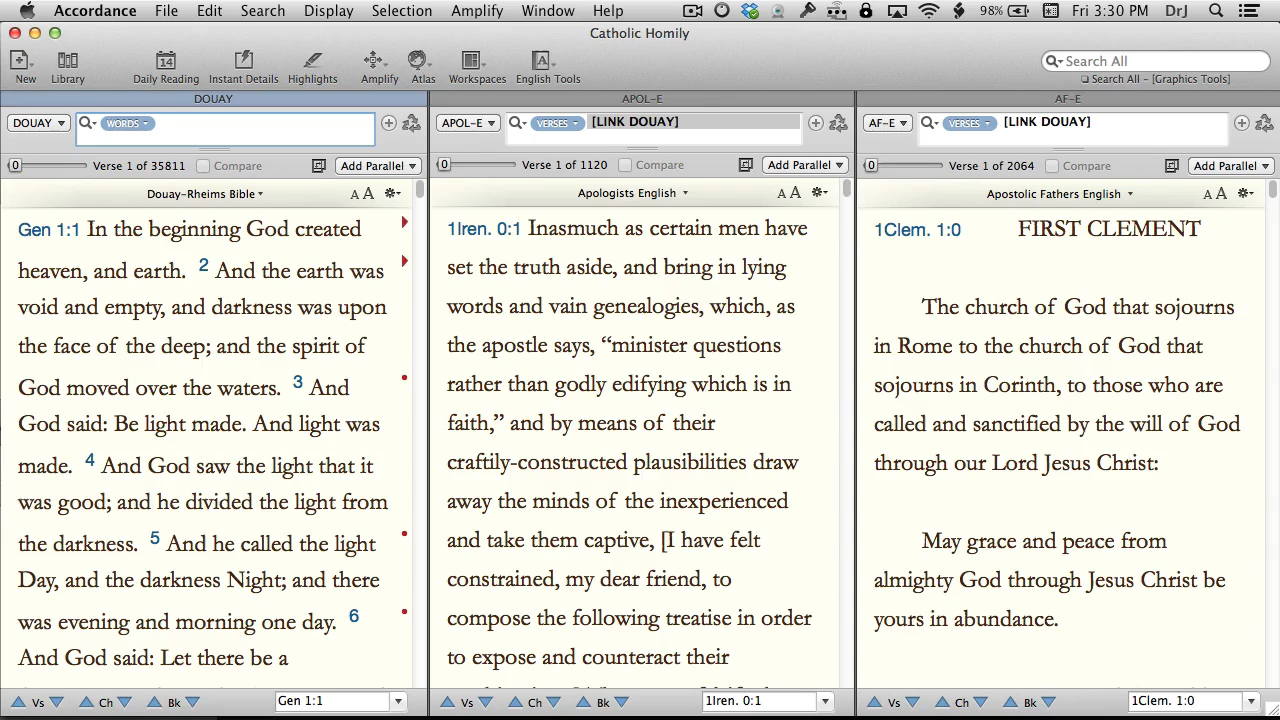 Accordance File Edit Search Display Selection Amplify Window Help 98% Fri 3:30 PM DrJ
Catholic Homily
New Library Daily Reading Instant Details Highlights Amplify Atlas Workspaces English Tools
14
Search All
Search All - [Graphics Tools]
DOUAY
DOUAY WORDS
0 Verse 1 of 35811 Compare Add Parallel
Douay-Rheims Bible A A
Gen 1:1 In the beginning God created
heaven, and earth. 2 And the earth was
void and empty, and darkness was upon
the face of the deep; and the spirit of
God moved over the waters. 3 And
God said: Be light made. And light was
made. 4 And God saw the light that it
was good; and he divided the light from
the darkness. 5 And he called the light
Day, and the darkness Night; and there
was evening and morning one day. 6
And God said: Let there be a
Vs Ch Bk Gen 1:1
APOL-E
APOL-E VERSES [LINK DOUAY]
0 Verse 1 of 1120 Compare Add Parallel
Apologists English A A
1Iren. 0:1 Inasmuch as certain men have
set the truth aside, and bring in lying
words and vain genealogies, which, as
the apostle says, “minister questions
rather than godly edifying which is in
faith,” and by means of their
craftily-constructed plausibilities draw
away the minds of the inexperienced
and take them captive, [I have felt
constrained, my dear friend, to
compose the following treatise in order
to expose and counteract their
Vs Ch Bk 1Iren. 0:1
AF-E
AF-E VERSES [LINK DOUAY]
0 Verse 1 of 2064 Compare Add Parallel
Apostolic Fathers English A A
1Clem. 1:0 FIRST CLEMENT
The church of God that sojourns
in Rome to the church of God that
sojourns in Corinth, to those who are
called and sanctified by the will of God
through our Lord Jesus Christ:
May grace and peace from
almighty God through Jesus Christ be
yours in abundance.
Vs Ch Bk 1Clem. 1:0